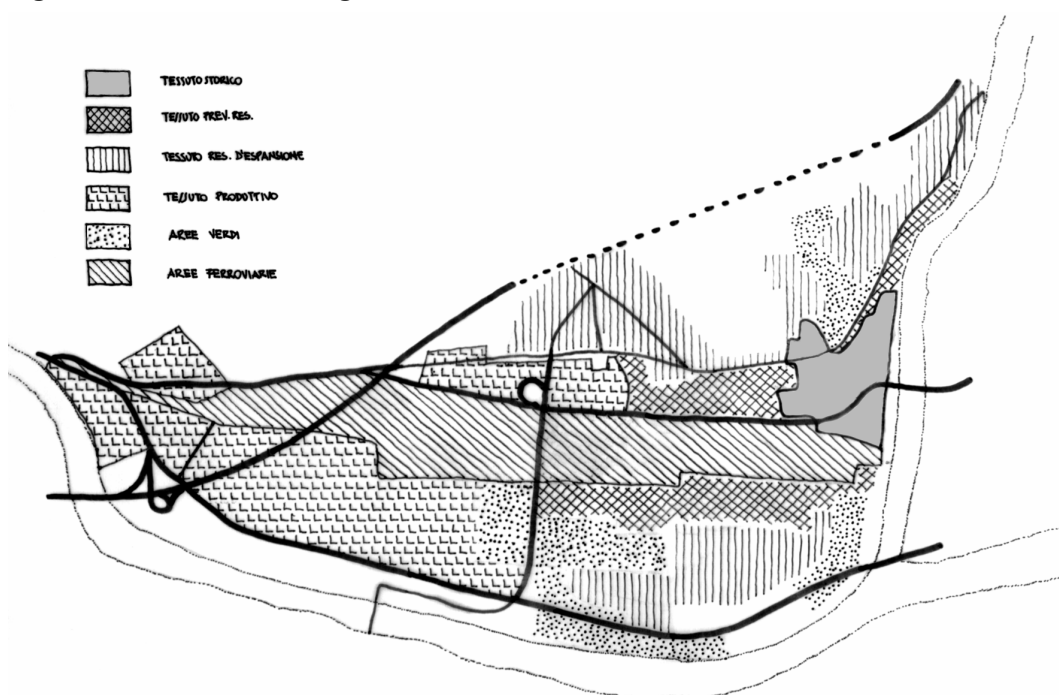 TESSUTO STORICO
TESSUTO PREV. RES.
TESSUTO RES. D'ESPANSIONE
TESSUTO PRODUTTIVO
AREE VERDI
AREE FERROVIARIE